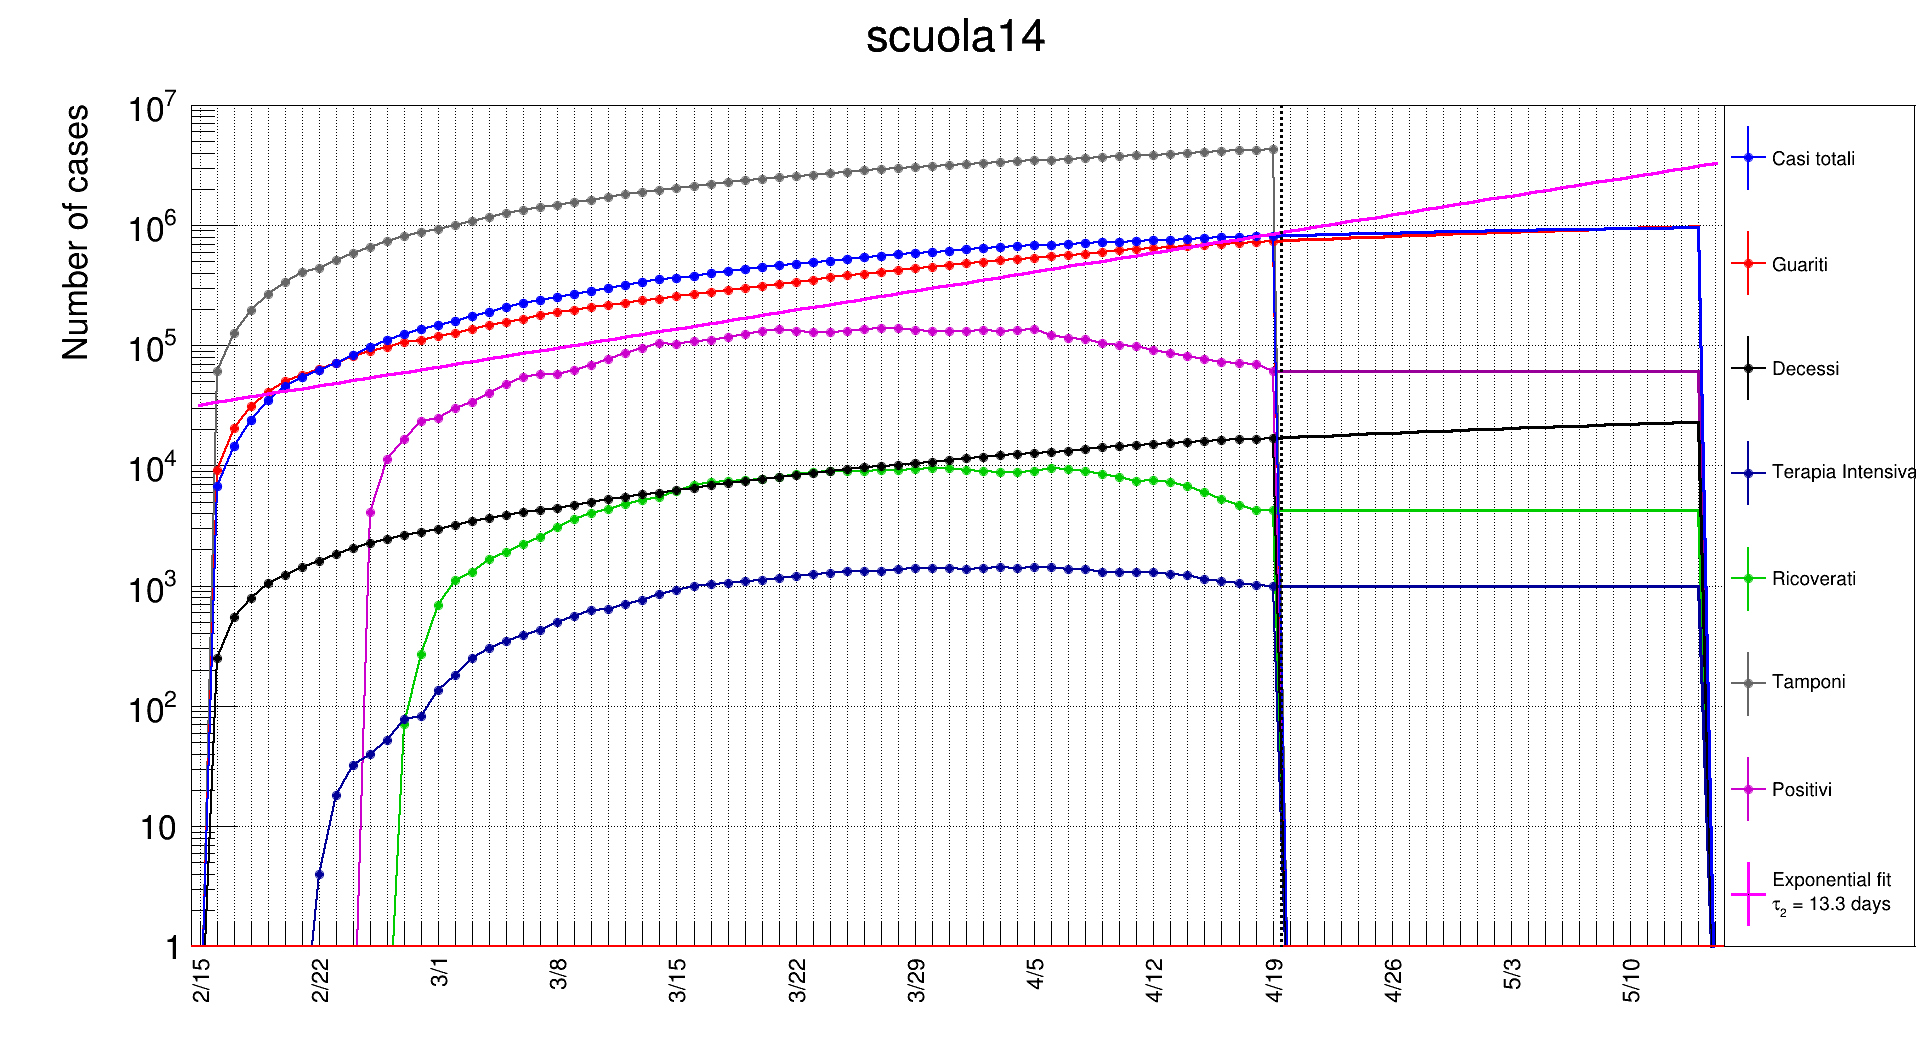 scuola14
Number of cases
10^7
10^6
10^5
10^4
10^3
10^2
10
1
2/15
2/22
3/1
3/8
3/15
3/22
3/29
4/5
4/12
4/19
4/26
5/3
5/10
Casi totali
Guariti
Decessi
Terapia Intensiva
Ricoverati
Tamponi
Positivi
Exponential fit
τ₂ = 13.3 days